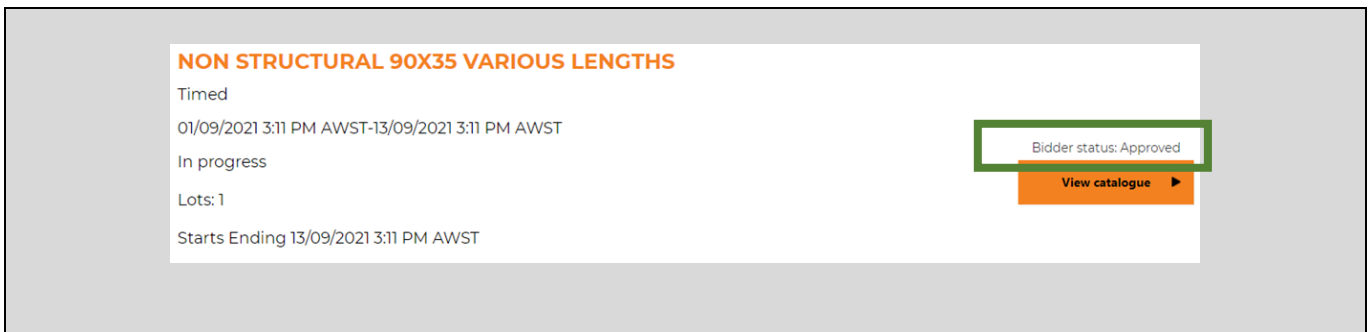 NON STRUCTURAL 90X35 VARIOUS LENGTHS
Timed
01/09/2021 3:11 PM AWST-13/09/2021 3:11 PM AWST
In progress
Lots: 1
Starts Ending 13/09/2021 3:11 PM AWST
Bidder status: Approved
View catalogue